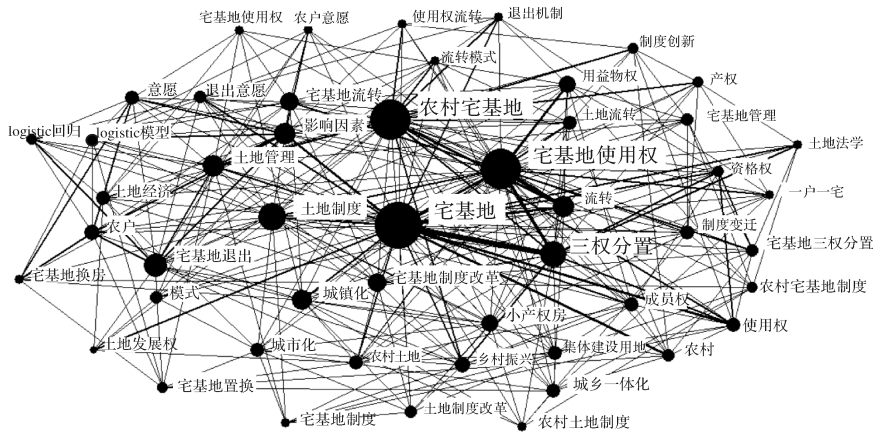 宅基地使用权
农户意愿
使用权流转
退出机制
制度创新
流转模式
意愿
退出意愿
宅基地流转
用益物权
产权
农村宅基地
logistic回归
logistic模型
影响因素
土地流转
宅基地管理
土地管理
宅基地使用权
土地法学
资格权
土地经济
土地制度
宅基地
流转
一户一宅
农户
制度变迁
宅基地退出
三权分置
宅基地三权分置
宅基地换房
模式
城镇化
宅基地制度改革
成员权
农村宅基地制度
小产权房
使用权
土地发展权
城市化
农村土地
乡村振兴
集体建设用地
农村
宅基地置换
城乡一体化
宅基地制度
土地制度改革
农村土地制度